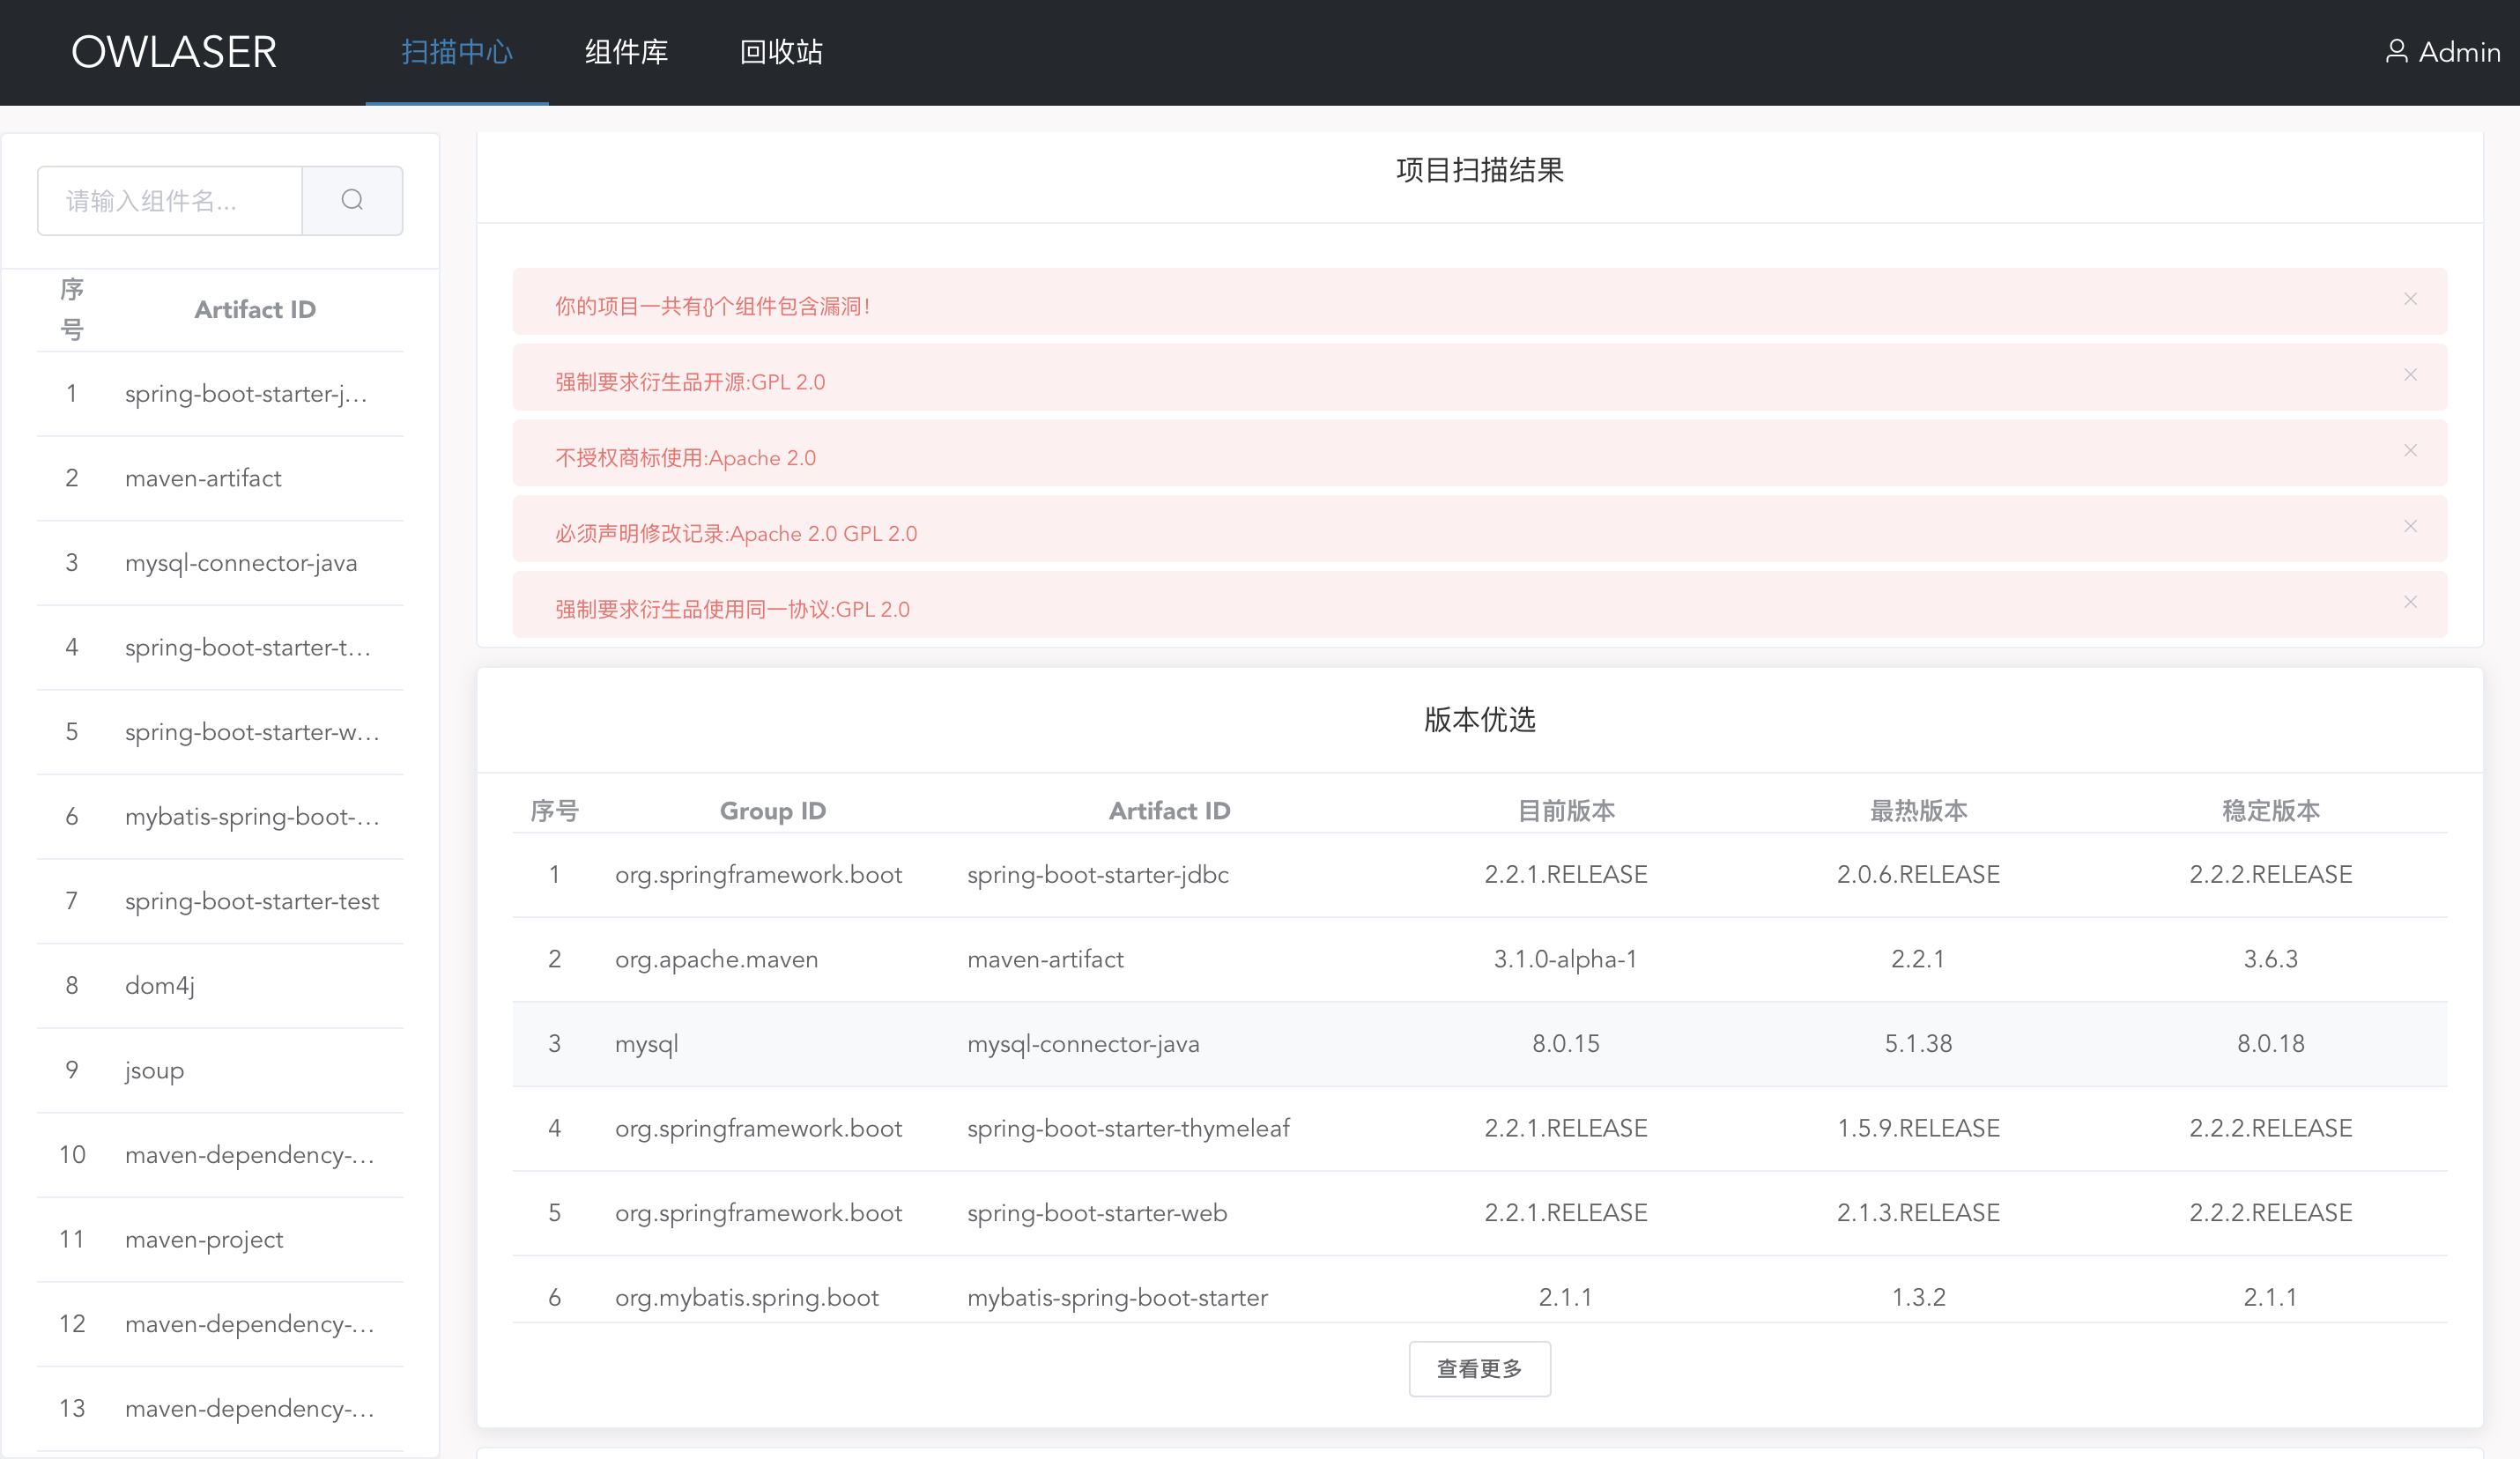 OWLASER 扫描中心 组件库 回收站 Admin
请输入组件名...
序号 Artifact ID
1 spring-boot-starter-j...
2 maven-artifact
3 mysql-connector-java
4 spring-boot-starter-t...
5 spring-boot-starter-w...
6 mybatis-spring-boot-...
7 spring-boot-starter-test
8 dom4j
9 jsoup
10 maven-dependency-...
11 maven-project
12 maven-dependency-...
13 maven-dependency-...
项目扫描结果
你的项目一共有{}个组件包含漏洞!
强制要求衍生品开源:GPL 2.0
不授权商标使用:Apache 2.0
必须声明修改记录:Apache 2.0 GPL 2.0
强制要求衍生品使用同一协议:GPL 2.0
版本优选
序号 Group ID Artifact ID 目前版本 最热版本 稳定版本
1 org.springframework.boot spring-boot-starter-jdbc 2.2.1.RELEASE 2.0.6.RELEASE 2.2.2.RELEASE
2 org.apache.maven maven-artifact 3.1.0-alpha-1 2.2.1 3.6.3
3 mysql mysql-connector-java 8.0.15 5.1.38 8.0.18
4 org.springframework.boot spring-boot-starter-thymeleaf 2.2.1.RELEASE 1.5.9.RELEASE 2.2.2.RELEASE
5 org.springframework.boot spring-boot-starter-web 2.2.1.RELEASE 2.1.3.RELEASE 2.2.2.RELEASE
6 org.mybatis.spring.boot mybatis-spring-boot-starter 2.1.1 1.3.2 2.1.1
查看更多